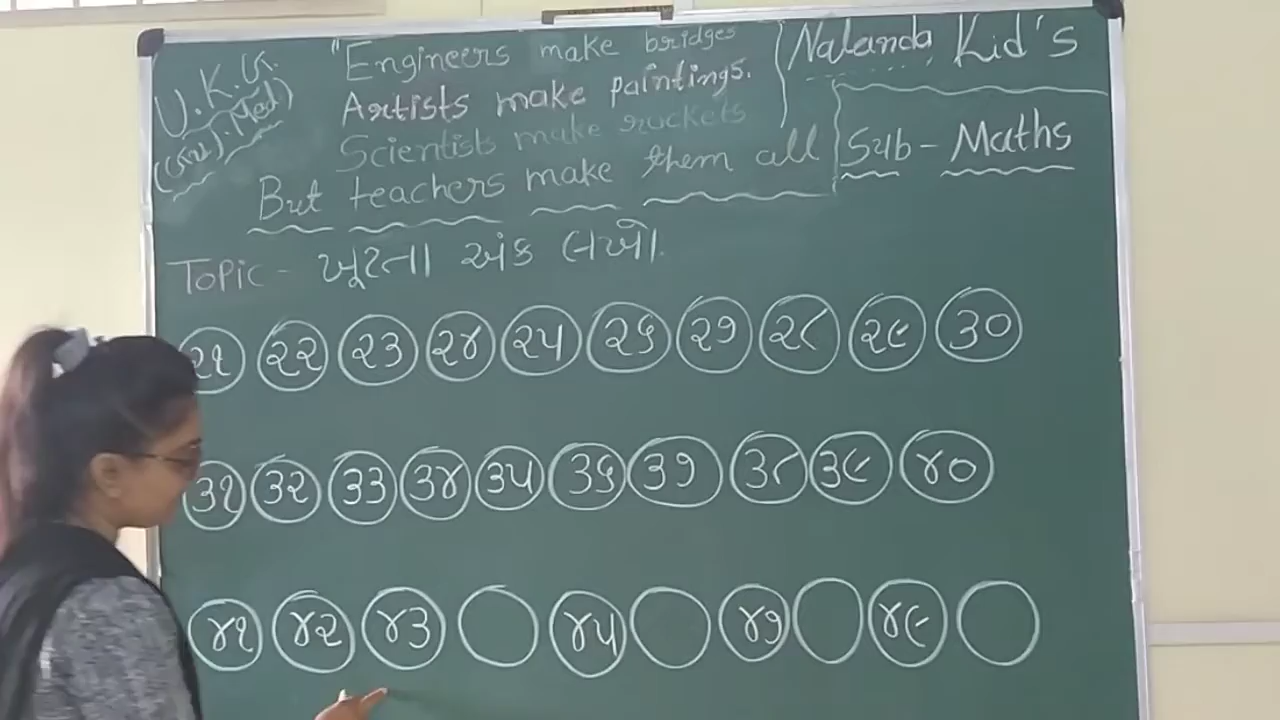 U.K.G.
(ગુજ).Med)
"Engineers make bridges
Artists make paintings.
Scientists make ruckets
But teachers make them all
Nalanda Kid's
Sub - Maths
Topic - ખૂટતા અંક લખો.
૨૧ ૨૨ ૨૩ ૨૪ ૨૫ ૨૬ ૨૭ ૨૮ ૨૯ ૩૦
૩૧ ૩૨ ૩૩ ૩૪ ૩૫ ૩૬ ૩૭ ૩૮ ૩૯ ૪૦
૪૧ ૪૨ ૪૩ ૪૫ ૪૭ ૪૯